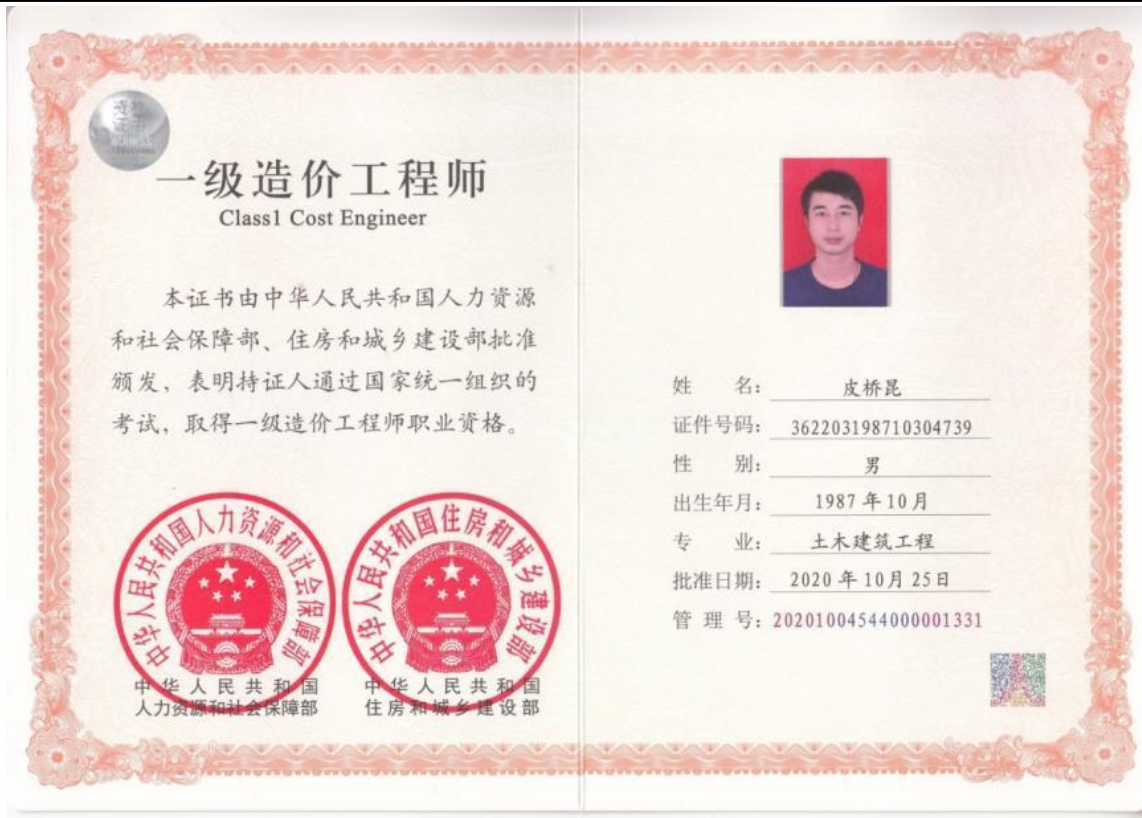 一级造价工程师
Class1 Cost Engineer
本证书由中华人民共和国人力资源
和社会保障部、住房和城乡建设部批准
颁发,表明持证人通过国家统一组织的
考试,取得一级造价工程师职业资格。
中华人民共和国人力资源和社会保障部
中华人民共和国住房和城乡建设部
中华人民共和国
人力资源和社会保障部
中华人民共和国
住房和城乡建设部
姓 名: 皮桥昆
证件号码: 362203198710304739
性 别: 男
出生年月: 1987年10月
专 业: 土木建筑工程
批准日期: 2020年10月25日
管 理 号: 20201004544000001331